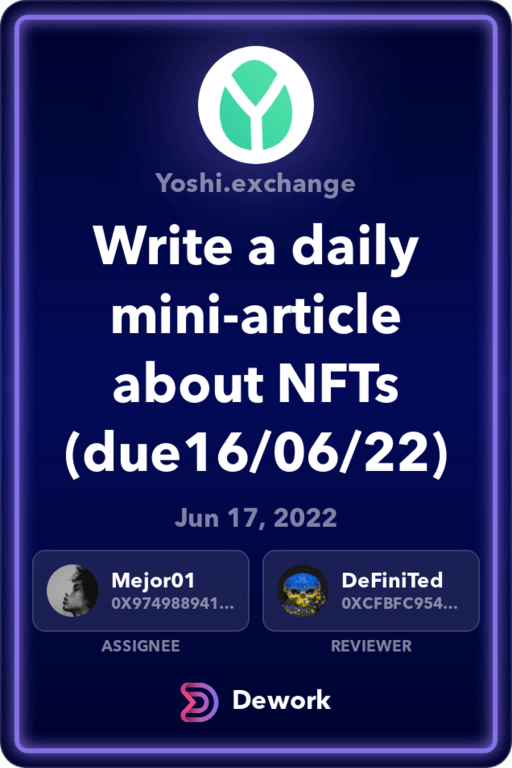 Yoshi.exchange
Write a daily
mini-article
about NFTs
(due16/06/22)
Jun 17, 2022
Mejor01
0X974988941...
ASSIGNEE
DeFiniTed
0XCFBFC954...
REVIEWER
Dework